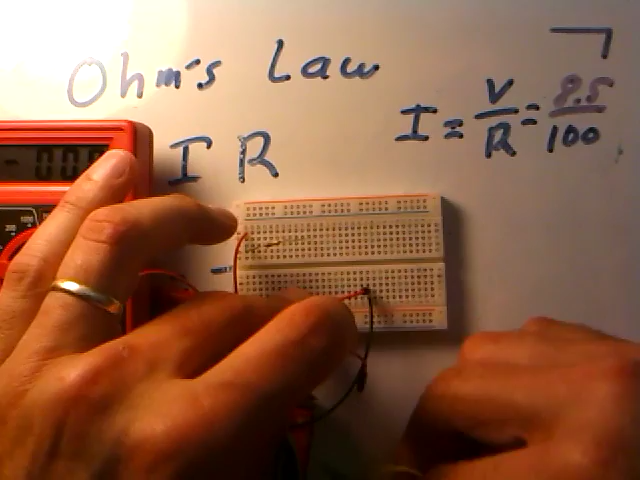 Ohm's Law
I = V/R = 8.5/100
I R